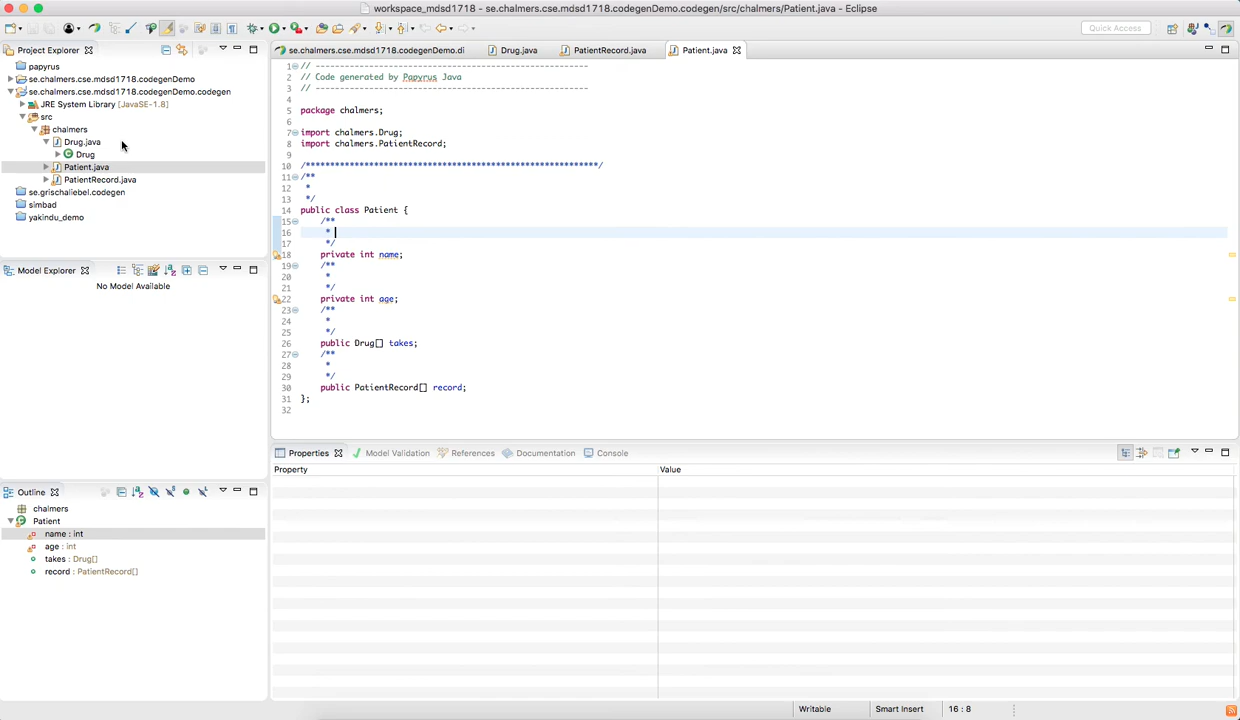 workspace_mdsd1718 - se.chalmers.cse.mdsd1718.codegenDemo.codegen/src/chalmers/Patient.java - Eclipse
Quick Access
Project Explorer
papyrus
se.chalmers.cse.mdsd1718.codegenDemo
se.chalmers.cse.mdsd1718.codegenDemo.codegen
JRE System Library [JavaSE-1.8]
src
chalmers
Drug.java
Drug
Patient.java
PatientRecord.java
se.grischaliebel.codegen
simbad
yakindu_demo
Model Explorer
No Model Available
Outline
chalmers
Patient
name : int
age : int
takes : Drug[]
record : PatientRecord[]
se.chalmers.cse.mdsd1718.codegenDemo.di
Drug.java
PatientRecord.java
Patient.java
1 // --------------------------------------------------------
2 // Code generated by Papyrus Java
3 // --------------------------------------------------------
4
5 package chalmers;
6
7 import chalmers.Drug;
8 import chalmers.PatientRecord;
9
10 /************************************************************/
11 /**
12 *
13 */
14 public class Patient {
15 /**
16 *
17 */
18 private int name;
19 /**
20 *
21 */
22 private int age;
23 /**
24 *
25 */
26 public Drug[] takes;
27 /**
28 *
29 */
30 public PatientRecord[] record;
31 };
32
Properties
Model Validation
References
Documentation
Console
Property
Value
Writable
Smart Insert
16 : 8